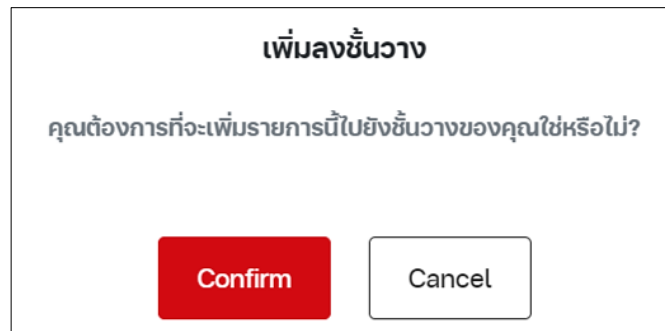 เพิ่มลงชั้นวาง
คุณต้องการที่จะเพิ่มรายการนี้ไปยังชั้นวางของคุณใช่หรือไม่?
Confirm
Cancel